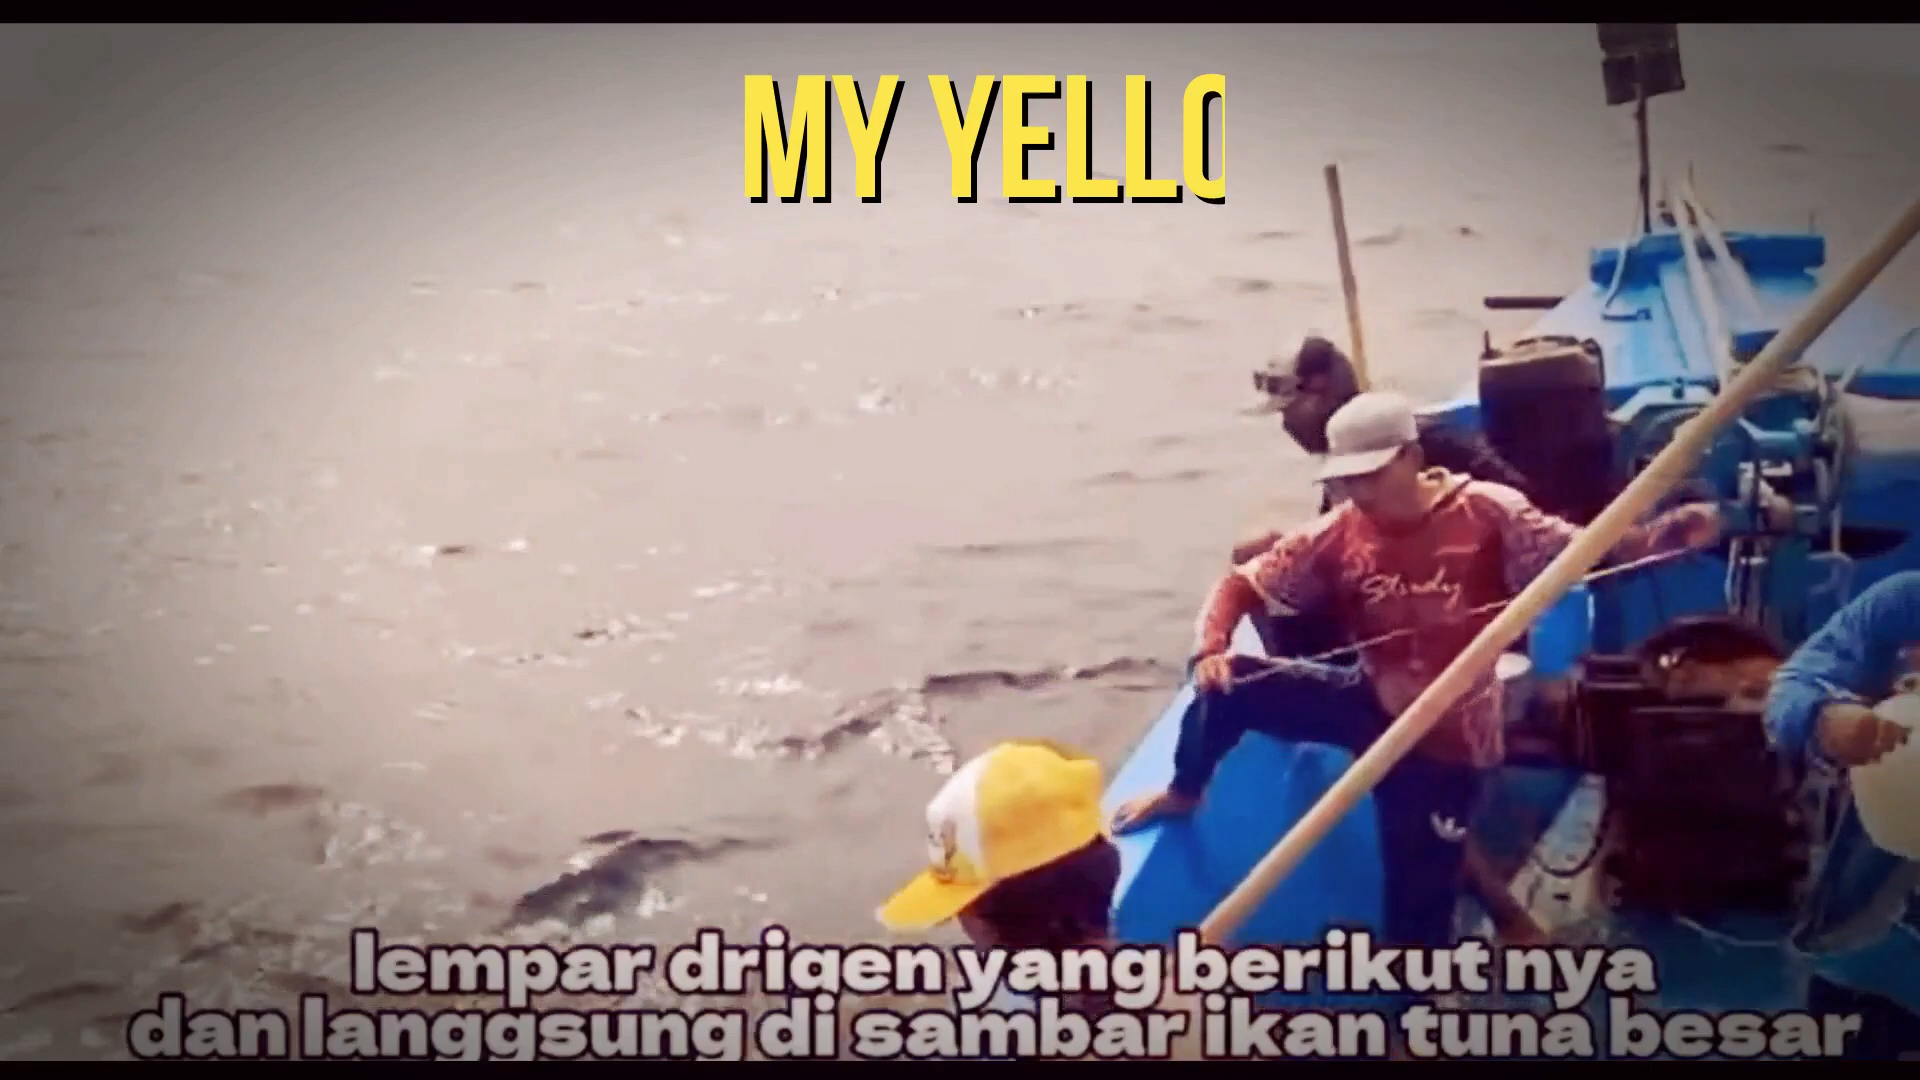 MY YELLO
lempar drigen yang berikut nya
dan langgsung di sambar ikan tuna besar